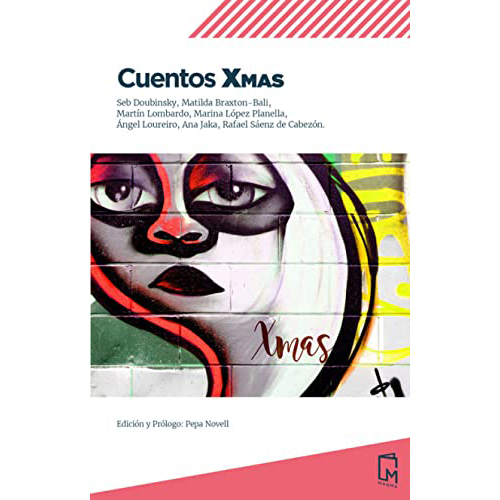 Cuentos XMAS
Seb Doubinsky, Matilda Braxton-Bali,
Martín Lombardo, Marina López Planella,
Ángel Loureiro, Ana Jaka, Rafael Sáenz de Cabezón.
Xmas
Edición y Prólogo: Pepa Novell
M